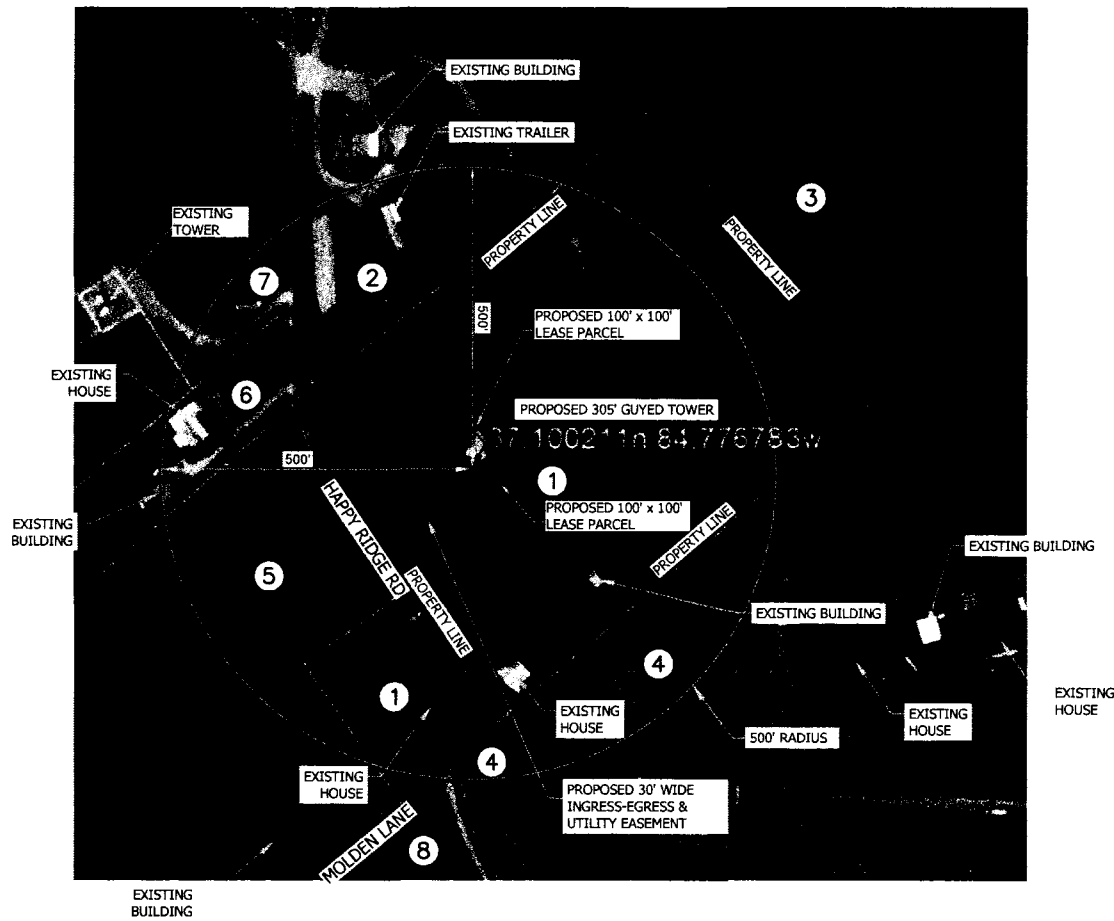 EXISTING BUILDING
EXISTING TRAILER
3
EXISTING
TOWER
PROPERTY LINE
PROPERTY LINE
7
2
500'
PROPOSED 100' x 100'
LEASE PARCEL
EXISTING
HOUSE
6
PROPOSED 305' GUYED TOWER
37.100211n 84.776783w
500'
1
HAPPY RIDGE RD
PROPOSED 100' x 100'
LEASE PARCEL
EXISTING
BUILDING
PROPERTY LINE
EXISTING BUILDING
5
PROPERTY LINE
EXISTING BUILDING
4
1
EXISTING
HOUSE
EXISTING
HOUSE
EXISTING
HOUSE
500' RADIUS
4
EXISTING
HOUSE
PROPOSED 30' WIDE
INGRESS-EGRESS &
UTILITY EASEMENT
MOLDEN LANE
8
EXISTING
BUILDING